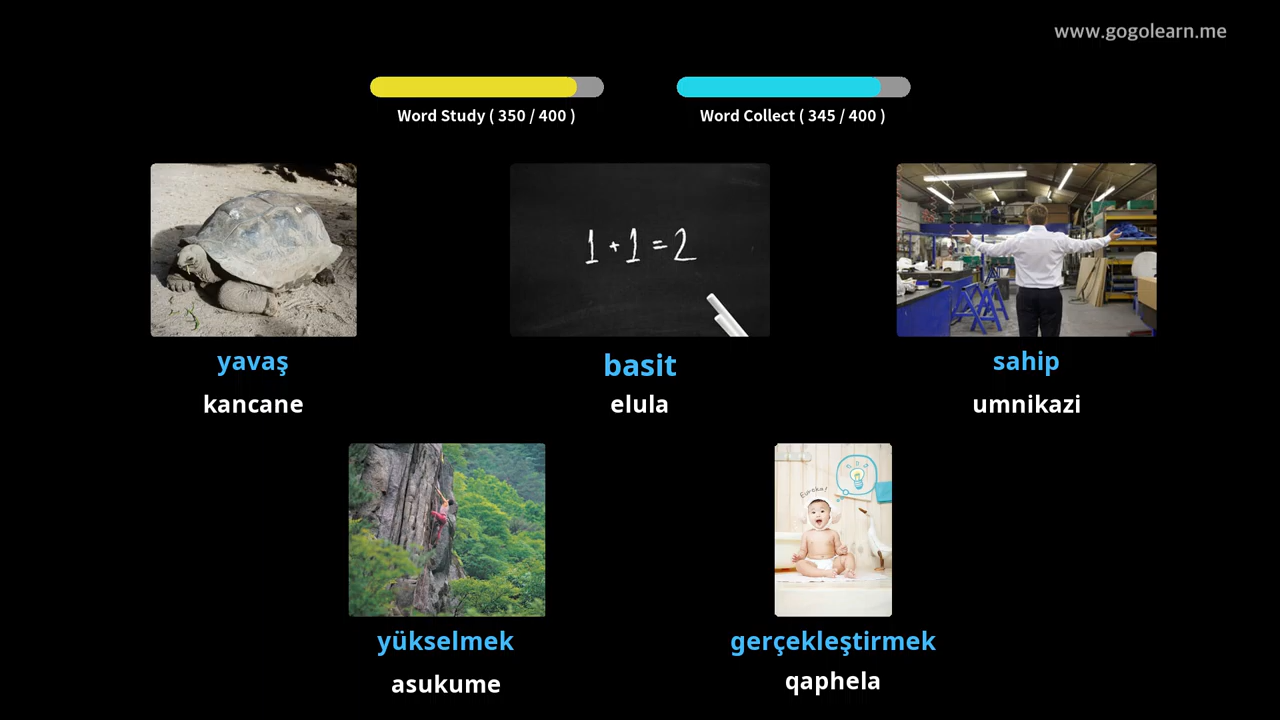 www.gogolearn.me
Word Study ( 350 / 400 )
Word Collect ( 345 / 400 )
1 + 1 = 2
yavaş
kancane
basit
elula
sahip
umnikazi
Eureka!
yükselmek
asukume
gerçekleştirmek
qaphela